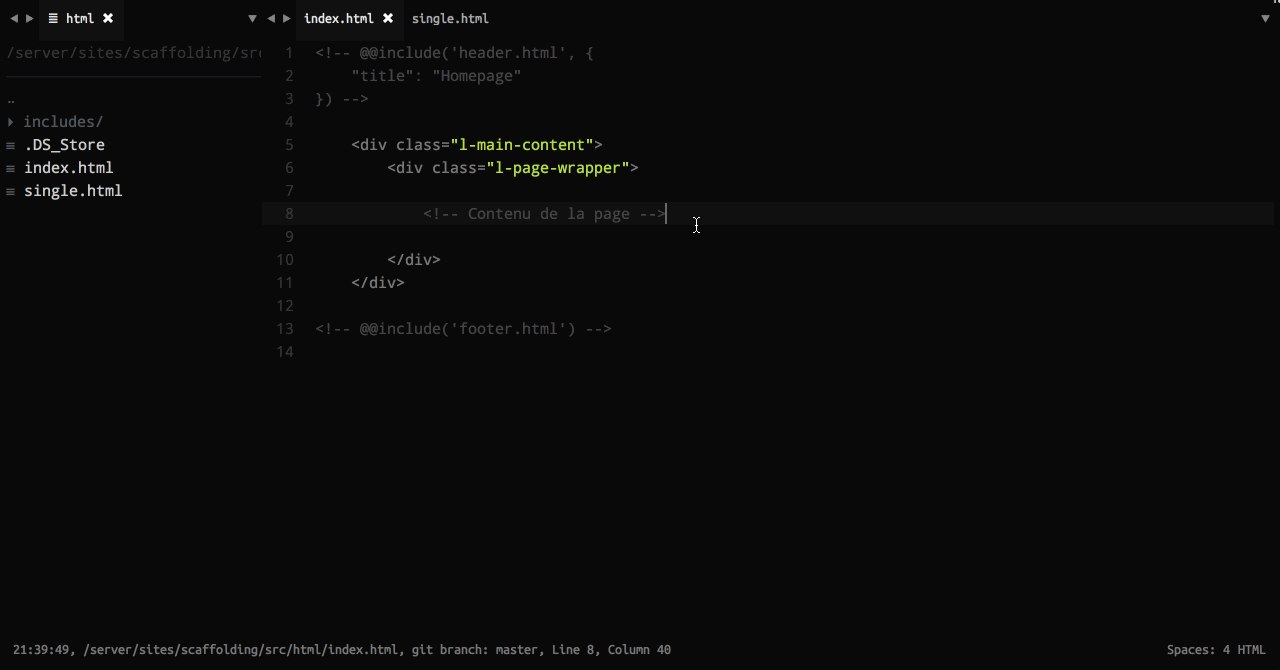 html
index.html
single.html
/server/sites/scaffolding/src
..
includes/
.DS_Store
index.html
single.html
1 <!-- @@include('header.html', {
2 "title": "Homepage"
3 }) -->
4
5 <div class="l-main-content">
6 <div class="l-page-wrapper">
7
8 <!-- Contenu de la page -->
9
10 </div>
11 </div>
12
13 <!-- @@include('footer.html') -->
14
21:39:49, /server/sites/scaffolding/src/html/index.html, git branch: master, Line 8, Column 40
Spaces: 4 HTML